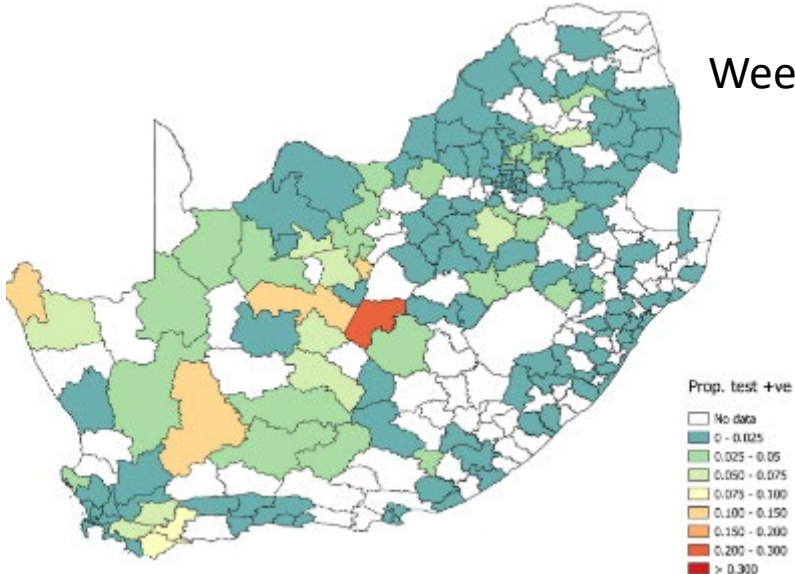 Wee
Prop. test +ve
No data
0 - 0.025
0.025 - 0.05
0.050 - 0.075
0.075 - 0.100
0.100 - 0.150
0.150 - 0.200
0.200 - 0.300
> 0.300